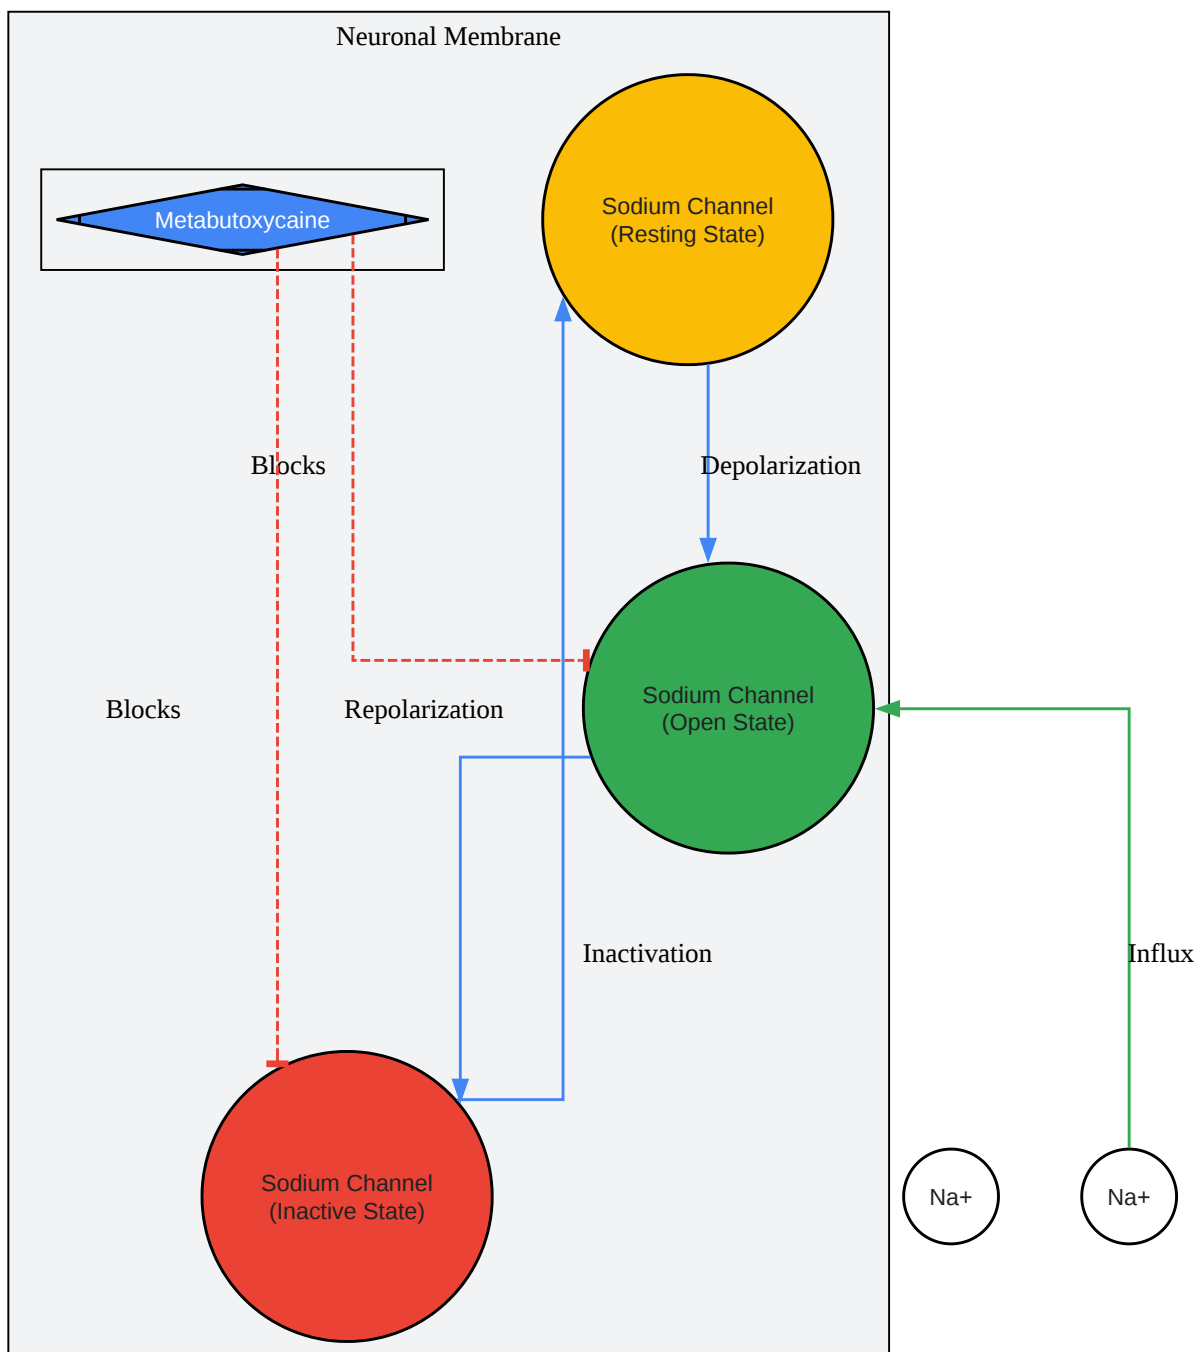 Neuronal Membrane
Metabutoxycaine
Sodium Channel
(Resting State)
Blocks
Depolarization
Sodium Channel
(Open State)
Blocks
Repolarization
Inactivation
Influx
Sodium Channel
(Inactive State)
Na+
Na+